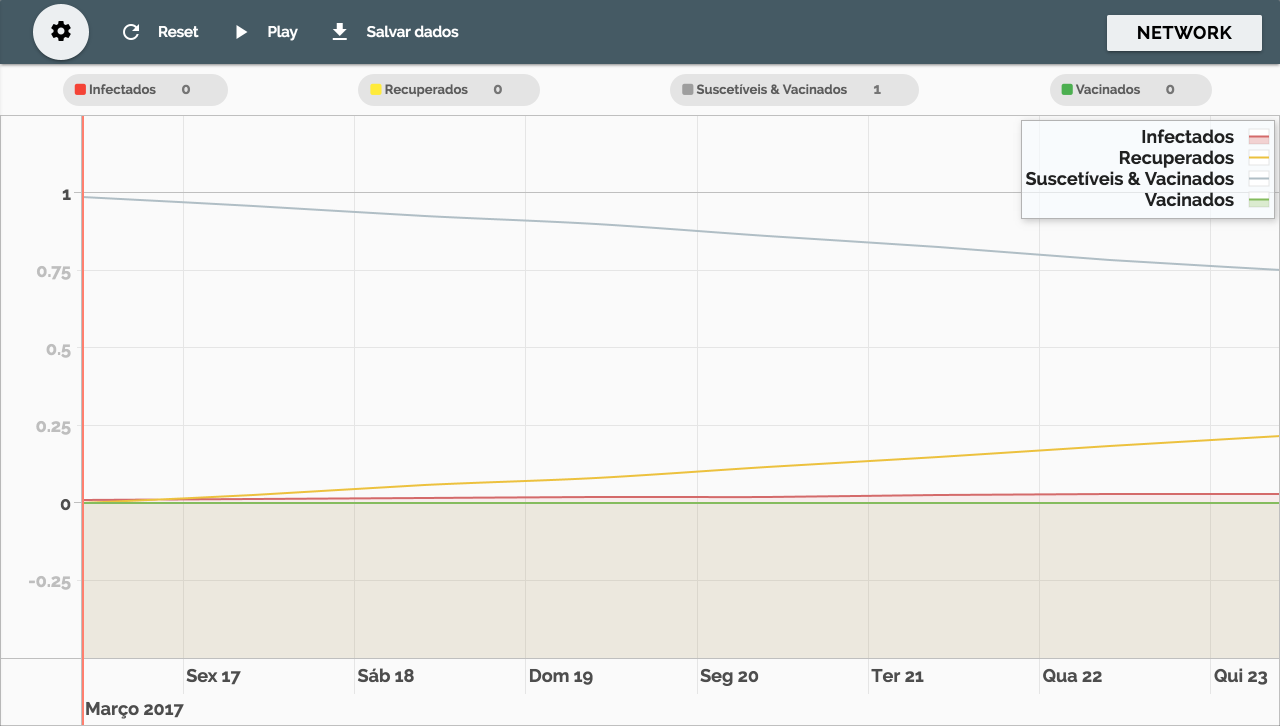 Reset Play Salvar dados NETWORK
Infectados 0 Recuperados 0 Suscetíveis & Vacinados 1 Vacinados 0
Infectados
Recuperados
Suscetíveis & Vacinados
Vacinados
1
0.75
0.5
0.25
0
-0.25
Sex 17 Sáb 18 Dom 19 Seg 20 Ter 21 Qua 22 Qui 23
Março 2017